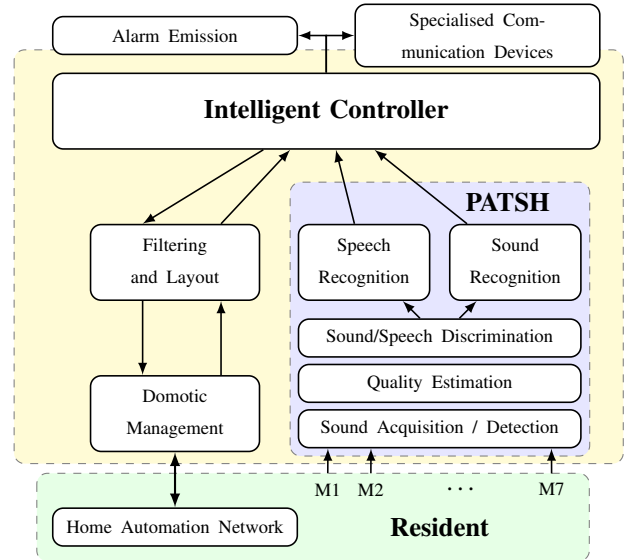 Alarm Emission
Specialised Com-
munication Devices
Intelligent Controller
PATSH
Filtering
and Layout
Speech
Recognition
Sound
Recognition
Sound/Speech Discrimination
Quality Estimation
Domotic
Management
Sound Acquisition / Detection
M1 M2 ... M7
Home Automation Network
Resident